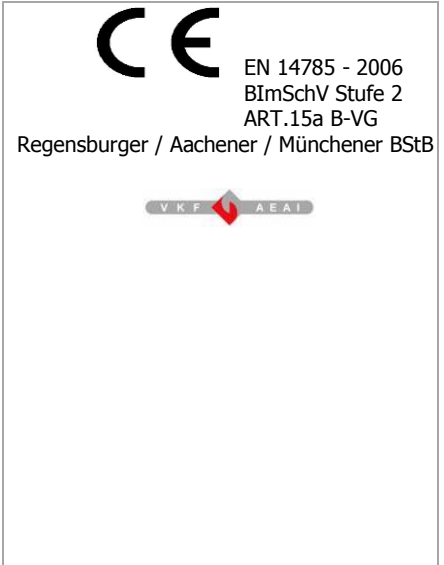 CE
EN 14785 - 2006
BImSchV Stufe 2
ART.15a B-VG
Regensburger / Aachener / Münchener BStB
VKF AEAI